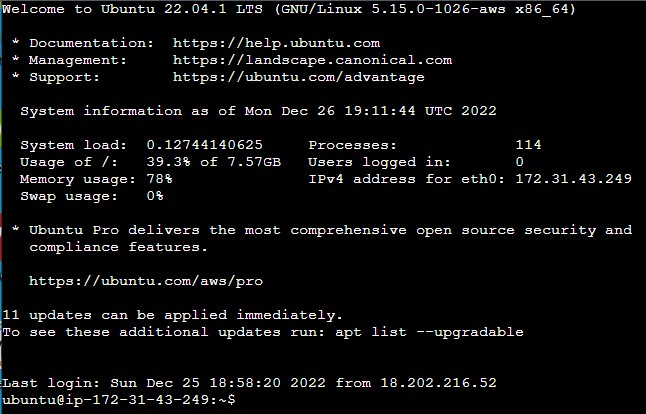 Welcome to Ubuntu 22.04.1 LTS (GNU/Linux 5.15.0-1026-aws x86_64)
* Documentation:  https://help.ubuntu.com
* Management:     https://landscape.canonical.com
* Support:        https://ubuntu.com/advantage
System information as of Mon Dec 26 19:11:44 UTC 2022
System load:  0.12744140625     Processes:             114
Usage of /:   39.3% of 7.57GB   Users logged in:       0
Memory usage: 78%               IPv4 address for eth0: 172.31.43.249
Swap usage:   0%
* Ubuntu Pro delivers the most comprehensive open source security and
compliance features.
https://ubuntu.com/aws/pro
11 updates can be applied immediately.
To see these additional updates run: apt list --upgradable
Last login: Sun Dec 25 18:58:20 2022 from 18.202.216.52
ubuntu@ip-172-31-43-249:~$